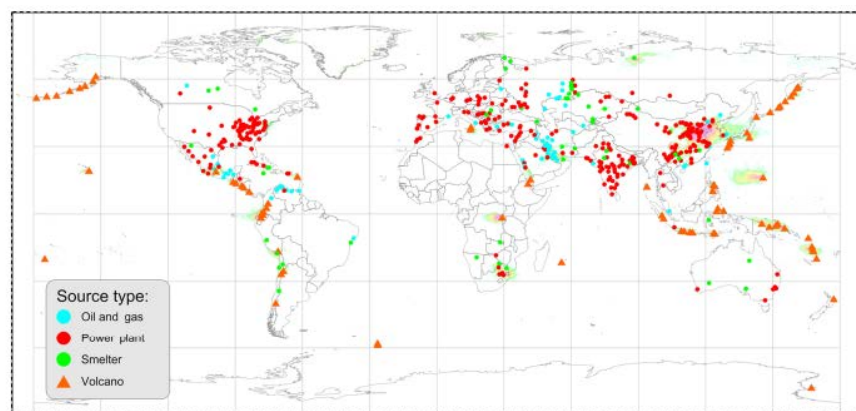 Source type:
Oil and gas
Power plant
Smelter
Volcano